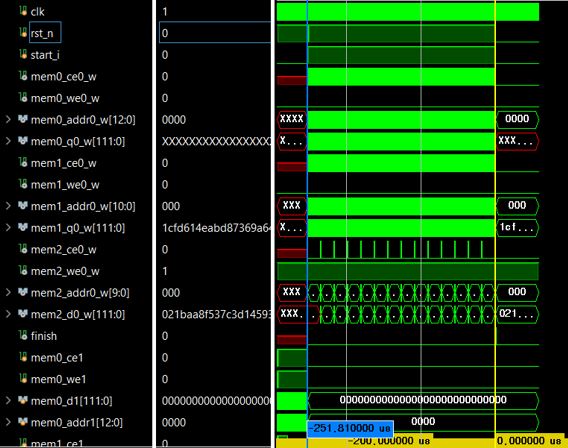 clk 1
rst_n 0
start_i 0
mem0_ce0_w 0
mem0_we0_w 0
mem0_addr0_w[12:0] 0000 XXXX 0000
mem0_q0_w[111:0] XXXXXXXXXXXXXXXX X... XXX...
mem1_ce0_w 0
mem1_we0_w 0
mem1_addr0_w[10:0] 000 XXX 000
mem1_q0_w[111:0] 1cfd614eabd87369a64 X... 1cf...
mem2_ce0_w 0
mem2_we0_w 1
mem2_addr0_w[9:0] 000 XXX . . . . . . . . . . . . . 000
mem2_d0_w[111:0] 021baa8f537c3d14593 XXX. . . . . . . . . . . . . . 021...
finish 0
mem0_ce1 0
mem0_we1 0
mem0_d1[111:0] 0000000000000000000 0000000000000000000000000000
mem0_addr1[12:0] 0000 0000
mem1_ce1 0
-251.810000 us
-200.000000 us 0.000000 us